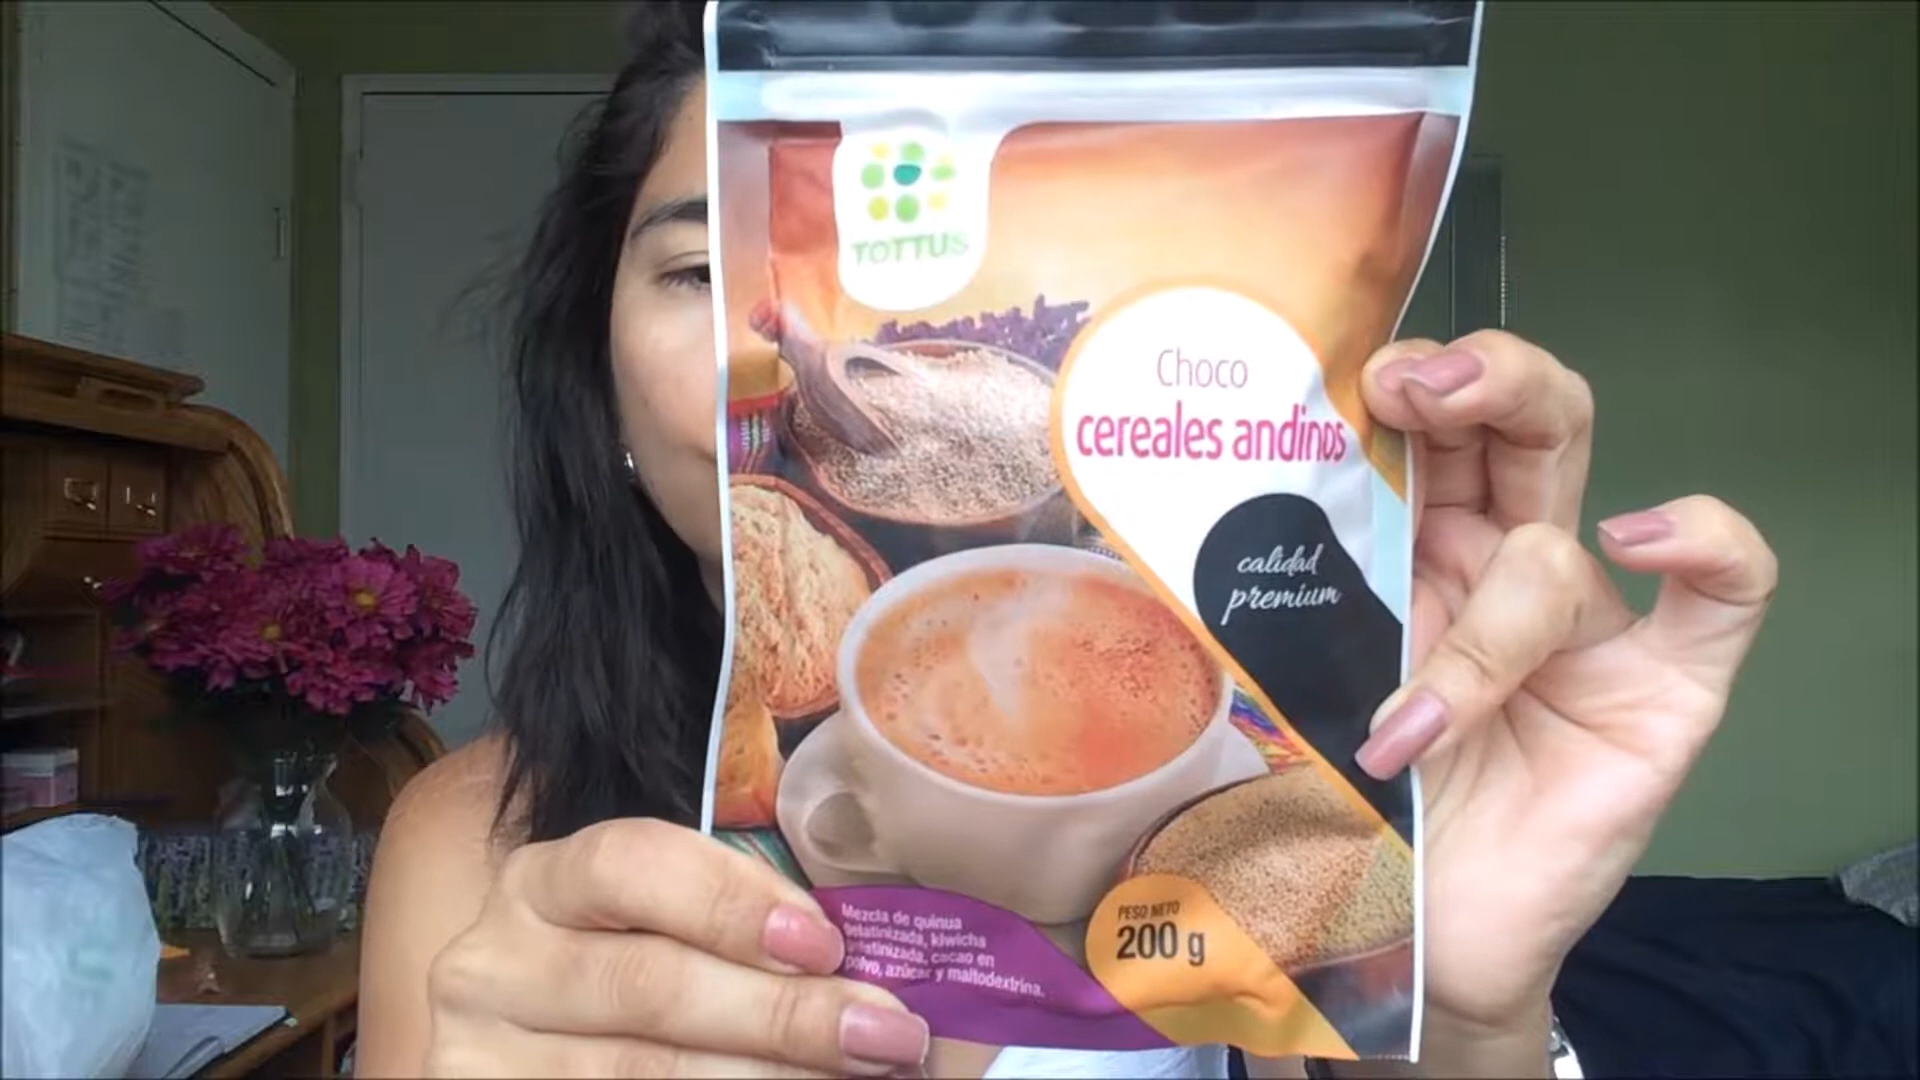 TOTTUS
Choco
cereales andinos
calidad
premium
Mezcla de quinua
gelatinizada, kiwicha
gelatinizada, cacao en
polvo, azúcar y maltodextrina.
PESO NETO
200 g